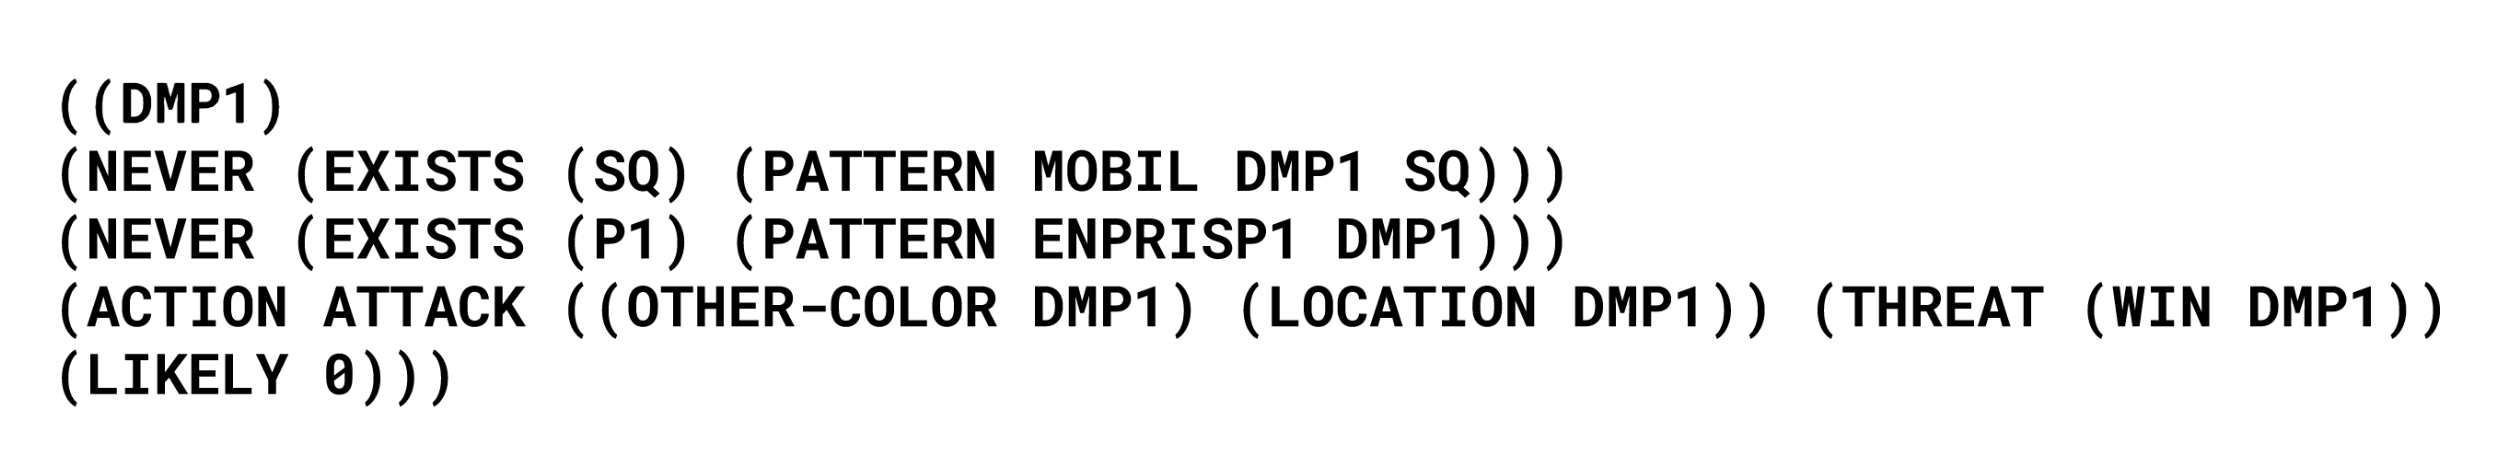 ((DMP1)
(NEVER (EXISTS (SQ) (PATTERN MOBIL DMP1 SQ)))
(NEVER (EXISTS (P1) (PATTERN ENPRISP1 DMP1)))
(ACTION ATTACK ((OTHER-COLOR DMP1) (LOCATION DMP1)) (THREAT (WIN DMP1))
(LIKELY 0)))